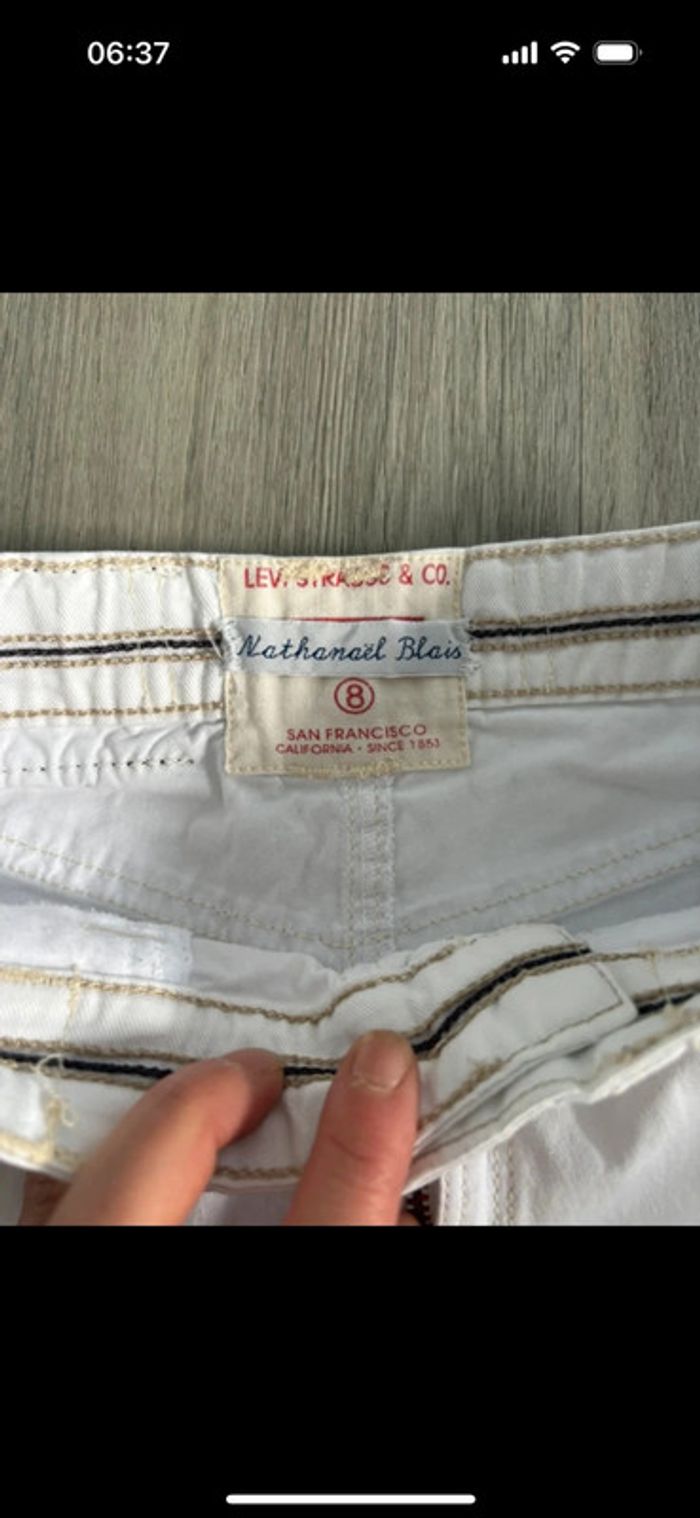 06:37
LEVI STRAUSS & CO.
Nathanaël Blais
8
SAN FRANCISCO
CALIFORNIA - SINCE 1853